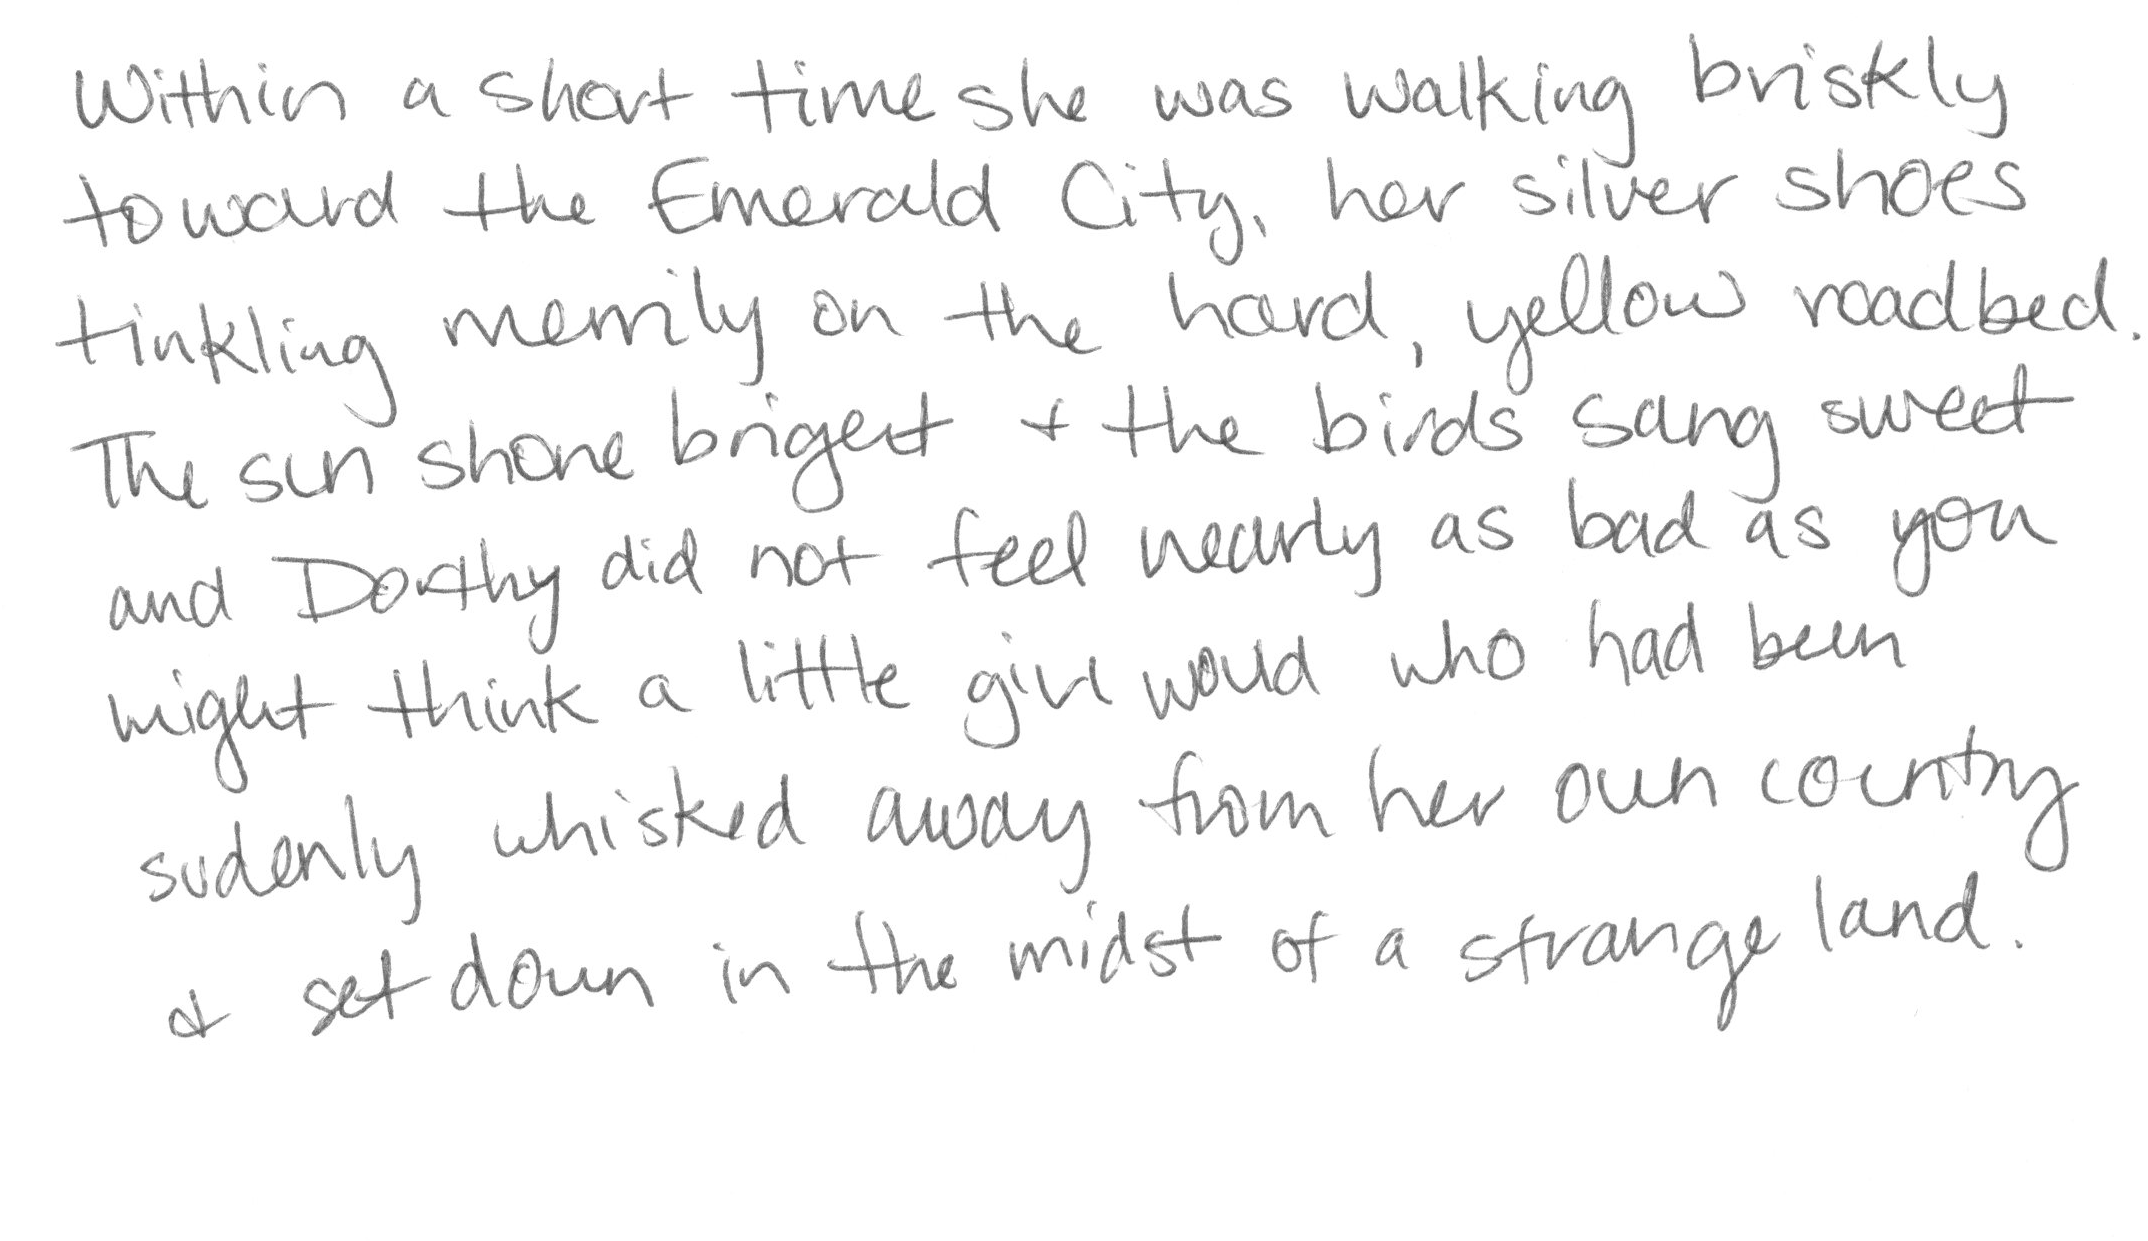 Within a short time she was walking briskly
toward the Emerald City, her silver shoes
tinkling merrily on the hard, yellow roadbed.
The sun shone brigert & the birds sang sweet
and Dorthy did not feel nearly as bad as you
might think a little girl would who had been
sudenly whisked away from her own country
& set down in the midst of a strange land.